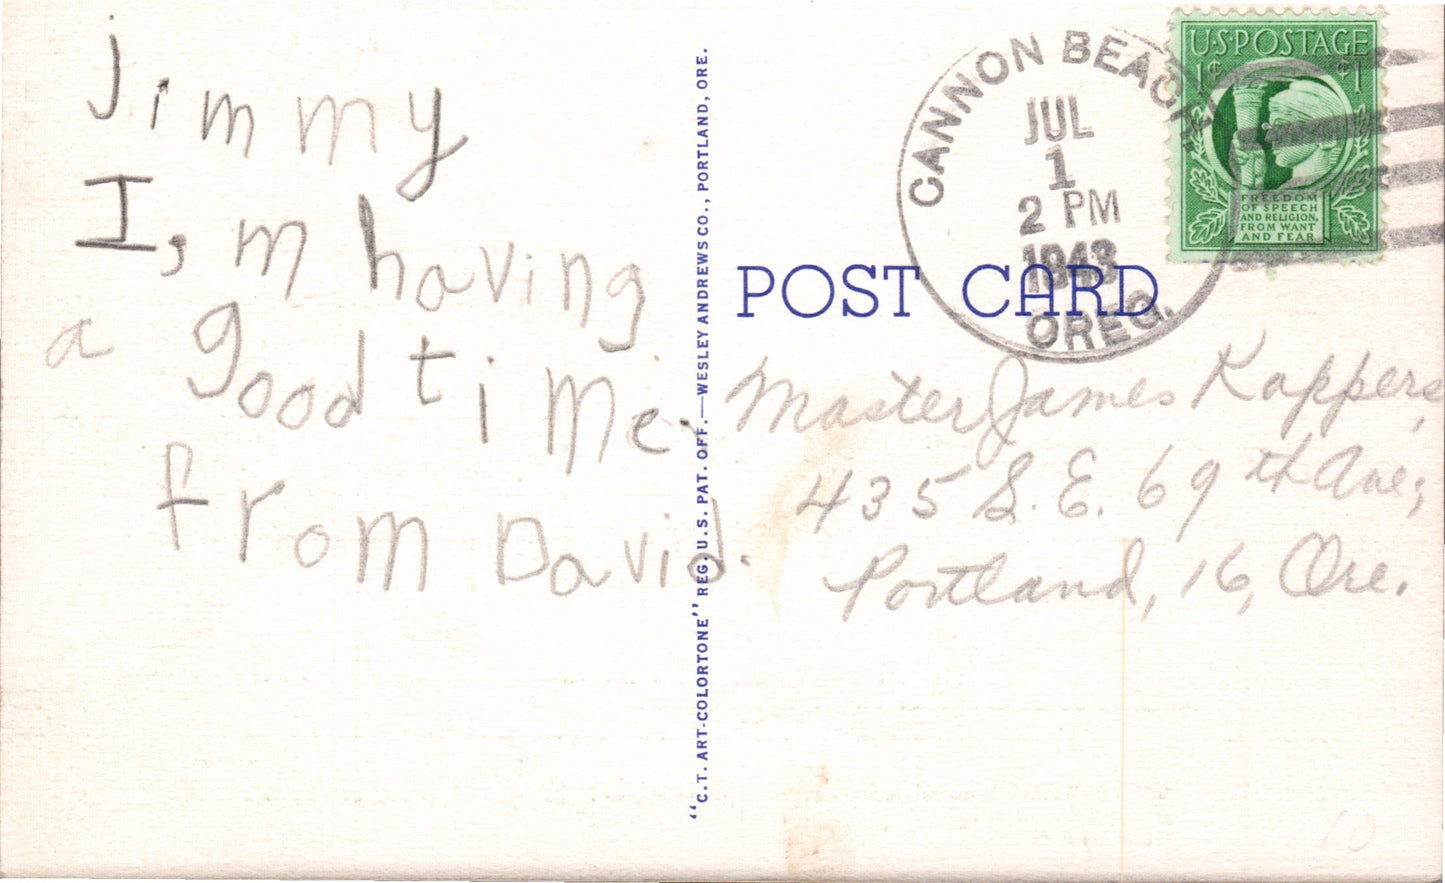 Jimmy
I,m having
a good time.
from David.
"C.T. ART-COLORTONE" REG. U.S. PAT. OFF.—WESLEY ANDREWS CO., PORTLAND, ORE.
POST CARD
CANNON BEACH
JUL
1
2 PM
1943
OREG.
U·S·POSTAGE
1¢ ¢1
FREEDOM
OF SPEECH
AND RELIGION,
FROM WANT
AND FEAR
Master James Kappers,
435 S.E. 69th Ave;
Portland, 16, Ore.
10